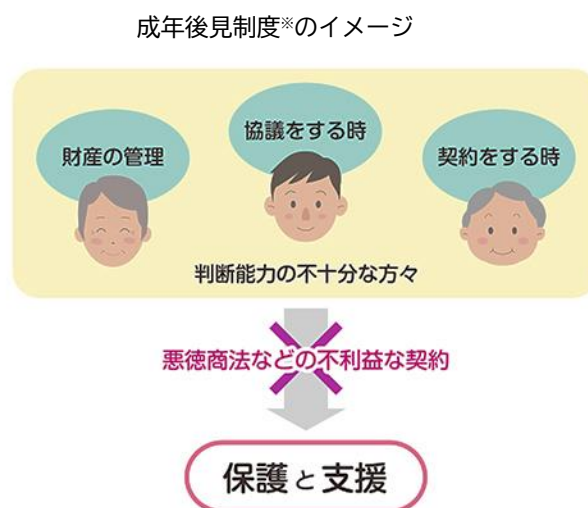 成年後見制度※のイメージ
財産の管理
協議をする時
契約をする時
判断能力の不十分な方々
悪徳商法などの不利益な契約
保護と支援